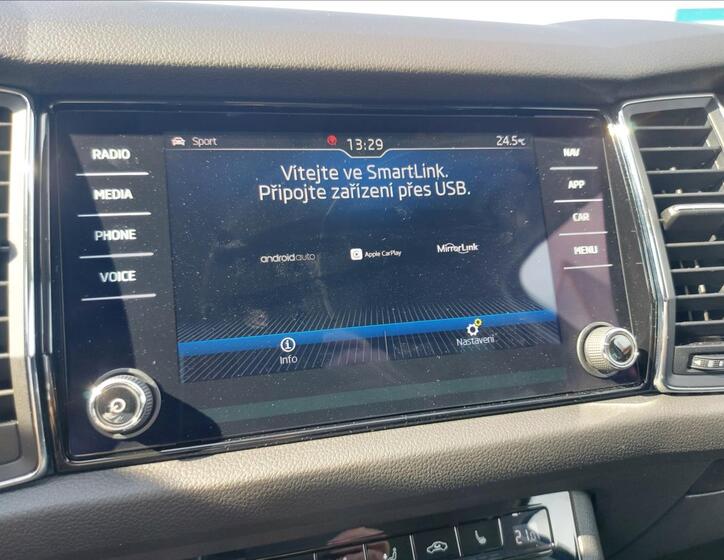 Sport
13:29
24.5°C
RADIO
MEDIA
PHONE
VOICE
Vítejte ve SmartLink.
Připojte zařízení přes USB.
androidauto
Apple CarPlay
MirrorLink
Info
Nastavení
NAV
APP
CAR
MENU